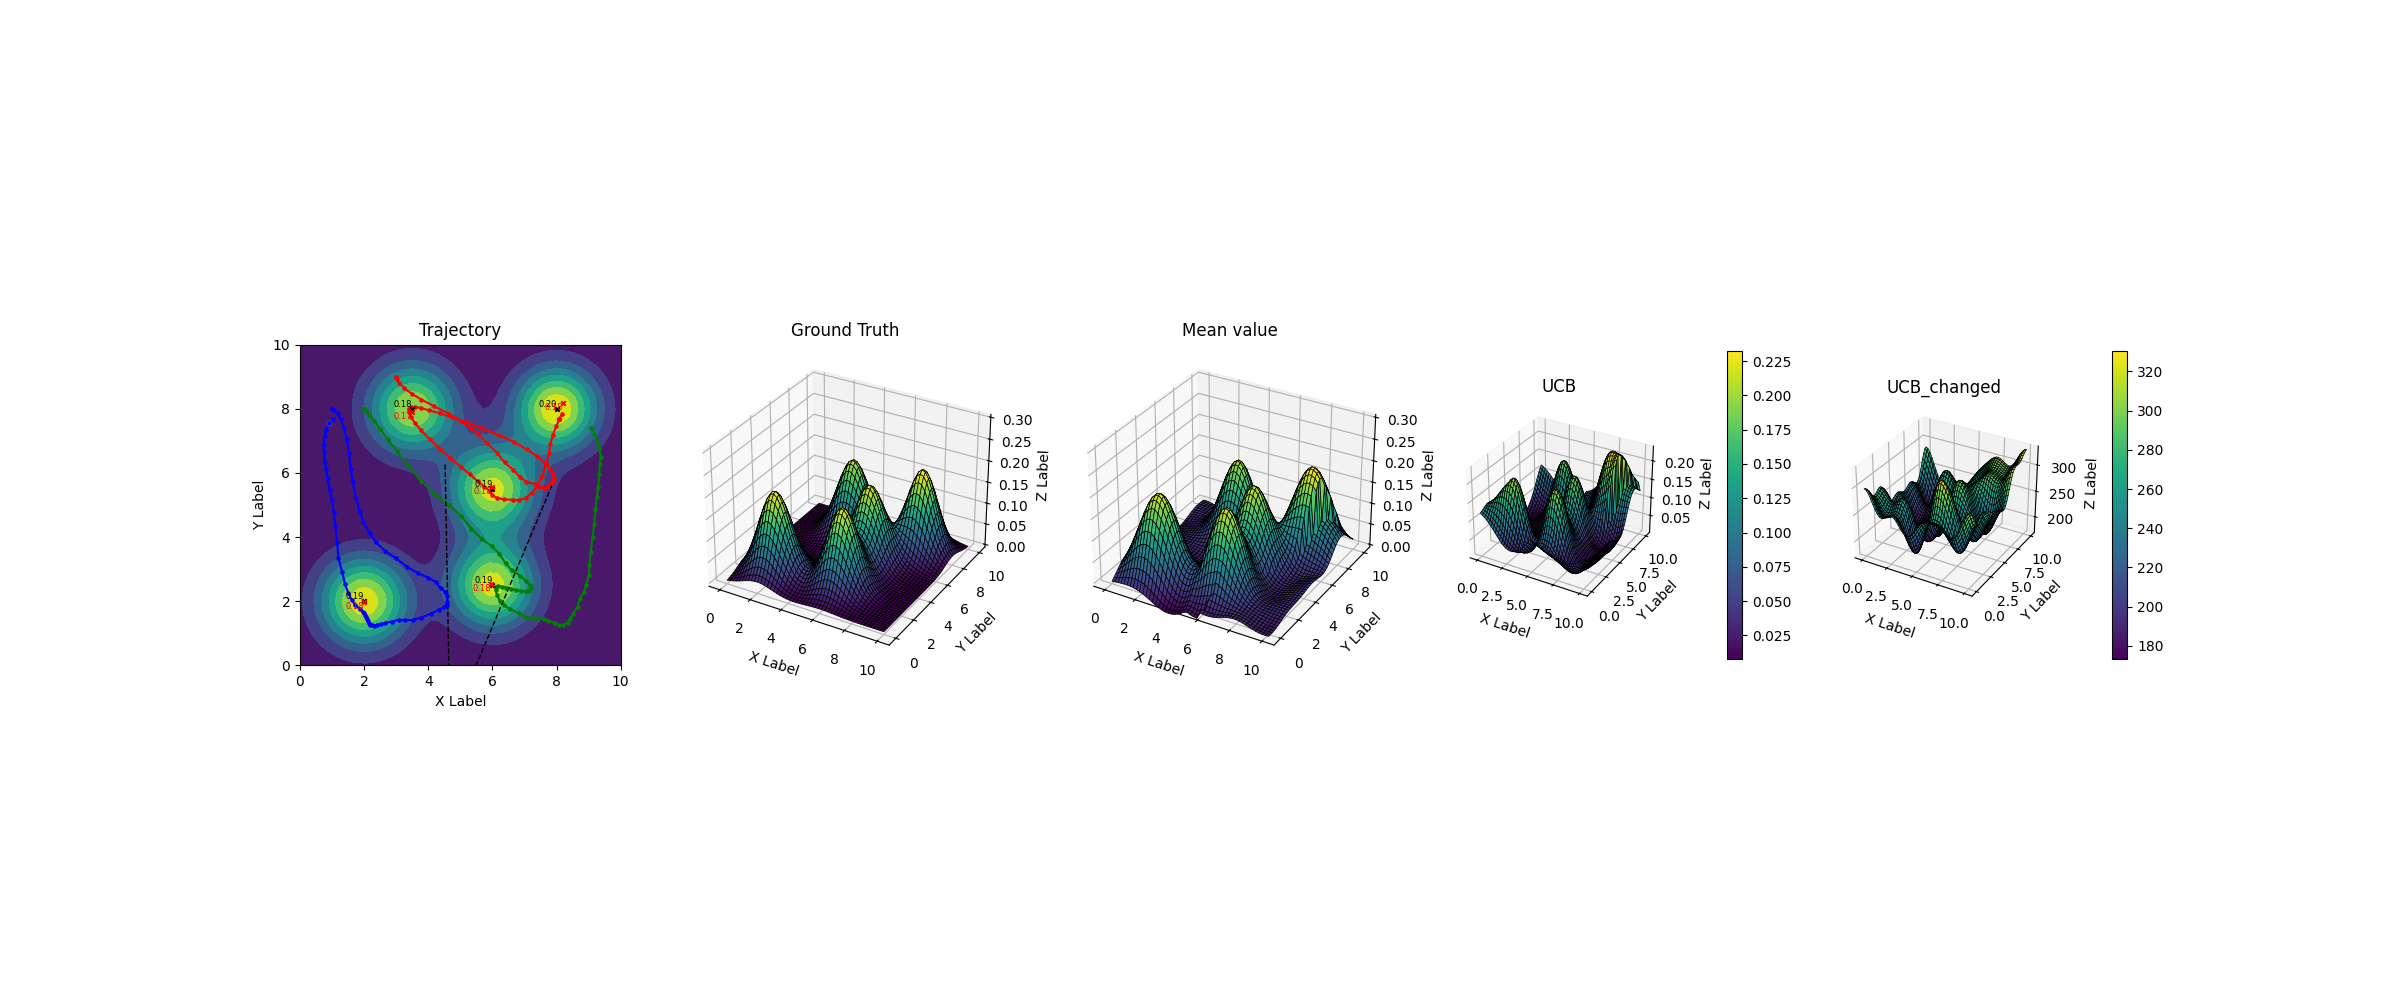 Trajectory
10
8
6
4
2
0
0 2 4 6 8 10
X Label
Y Label
0.18
0.20
0.19
0.19
0.18
0.19
Ground Truth
0 2 4 6 8 10
X Label
0 2 4 6 8 10
Y Label
0.00 0.05 0.10 0.15 0.20 0.25 0.30
Z Label
Mean value
0 2 4 6 8 10
X Label
0 2 4 6 8 10
Y Label
0.00 0.05 0.10 0.15 0.20 0.25 0.30
Z Label
UCB
0.0 2.5 5.0 7.5 10.0
X Label
0.0 2.5 5.0 7.5 10.0
Y Label
0.05 0.10 0.15 0.20
Z Label
0.225
0.200
0.175
0.150
0.125
0.100
0.075
0.050
0.025
UCB_changed
0.0 2.5 5.0 7.5 10.0
X Label
0.0 2.5 5.0 7.5 10.0
Y Label
200 250 300
Z Label
320
300
280
260
240
220
200
180